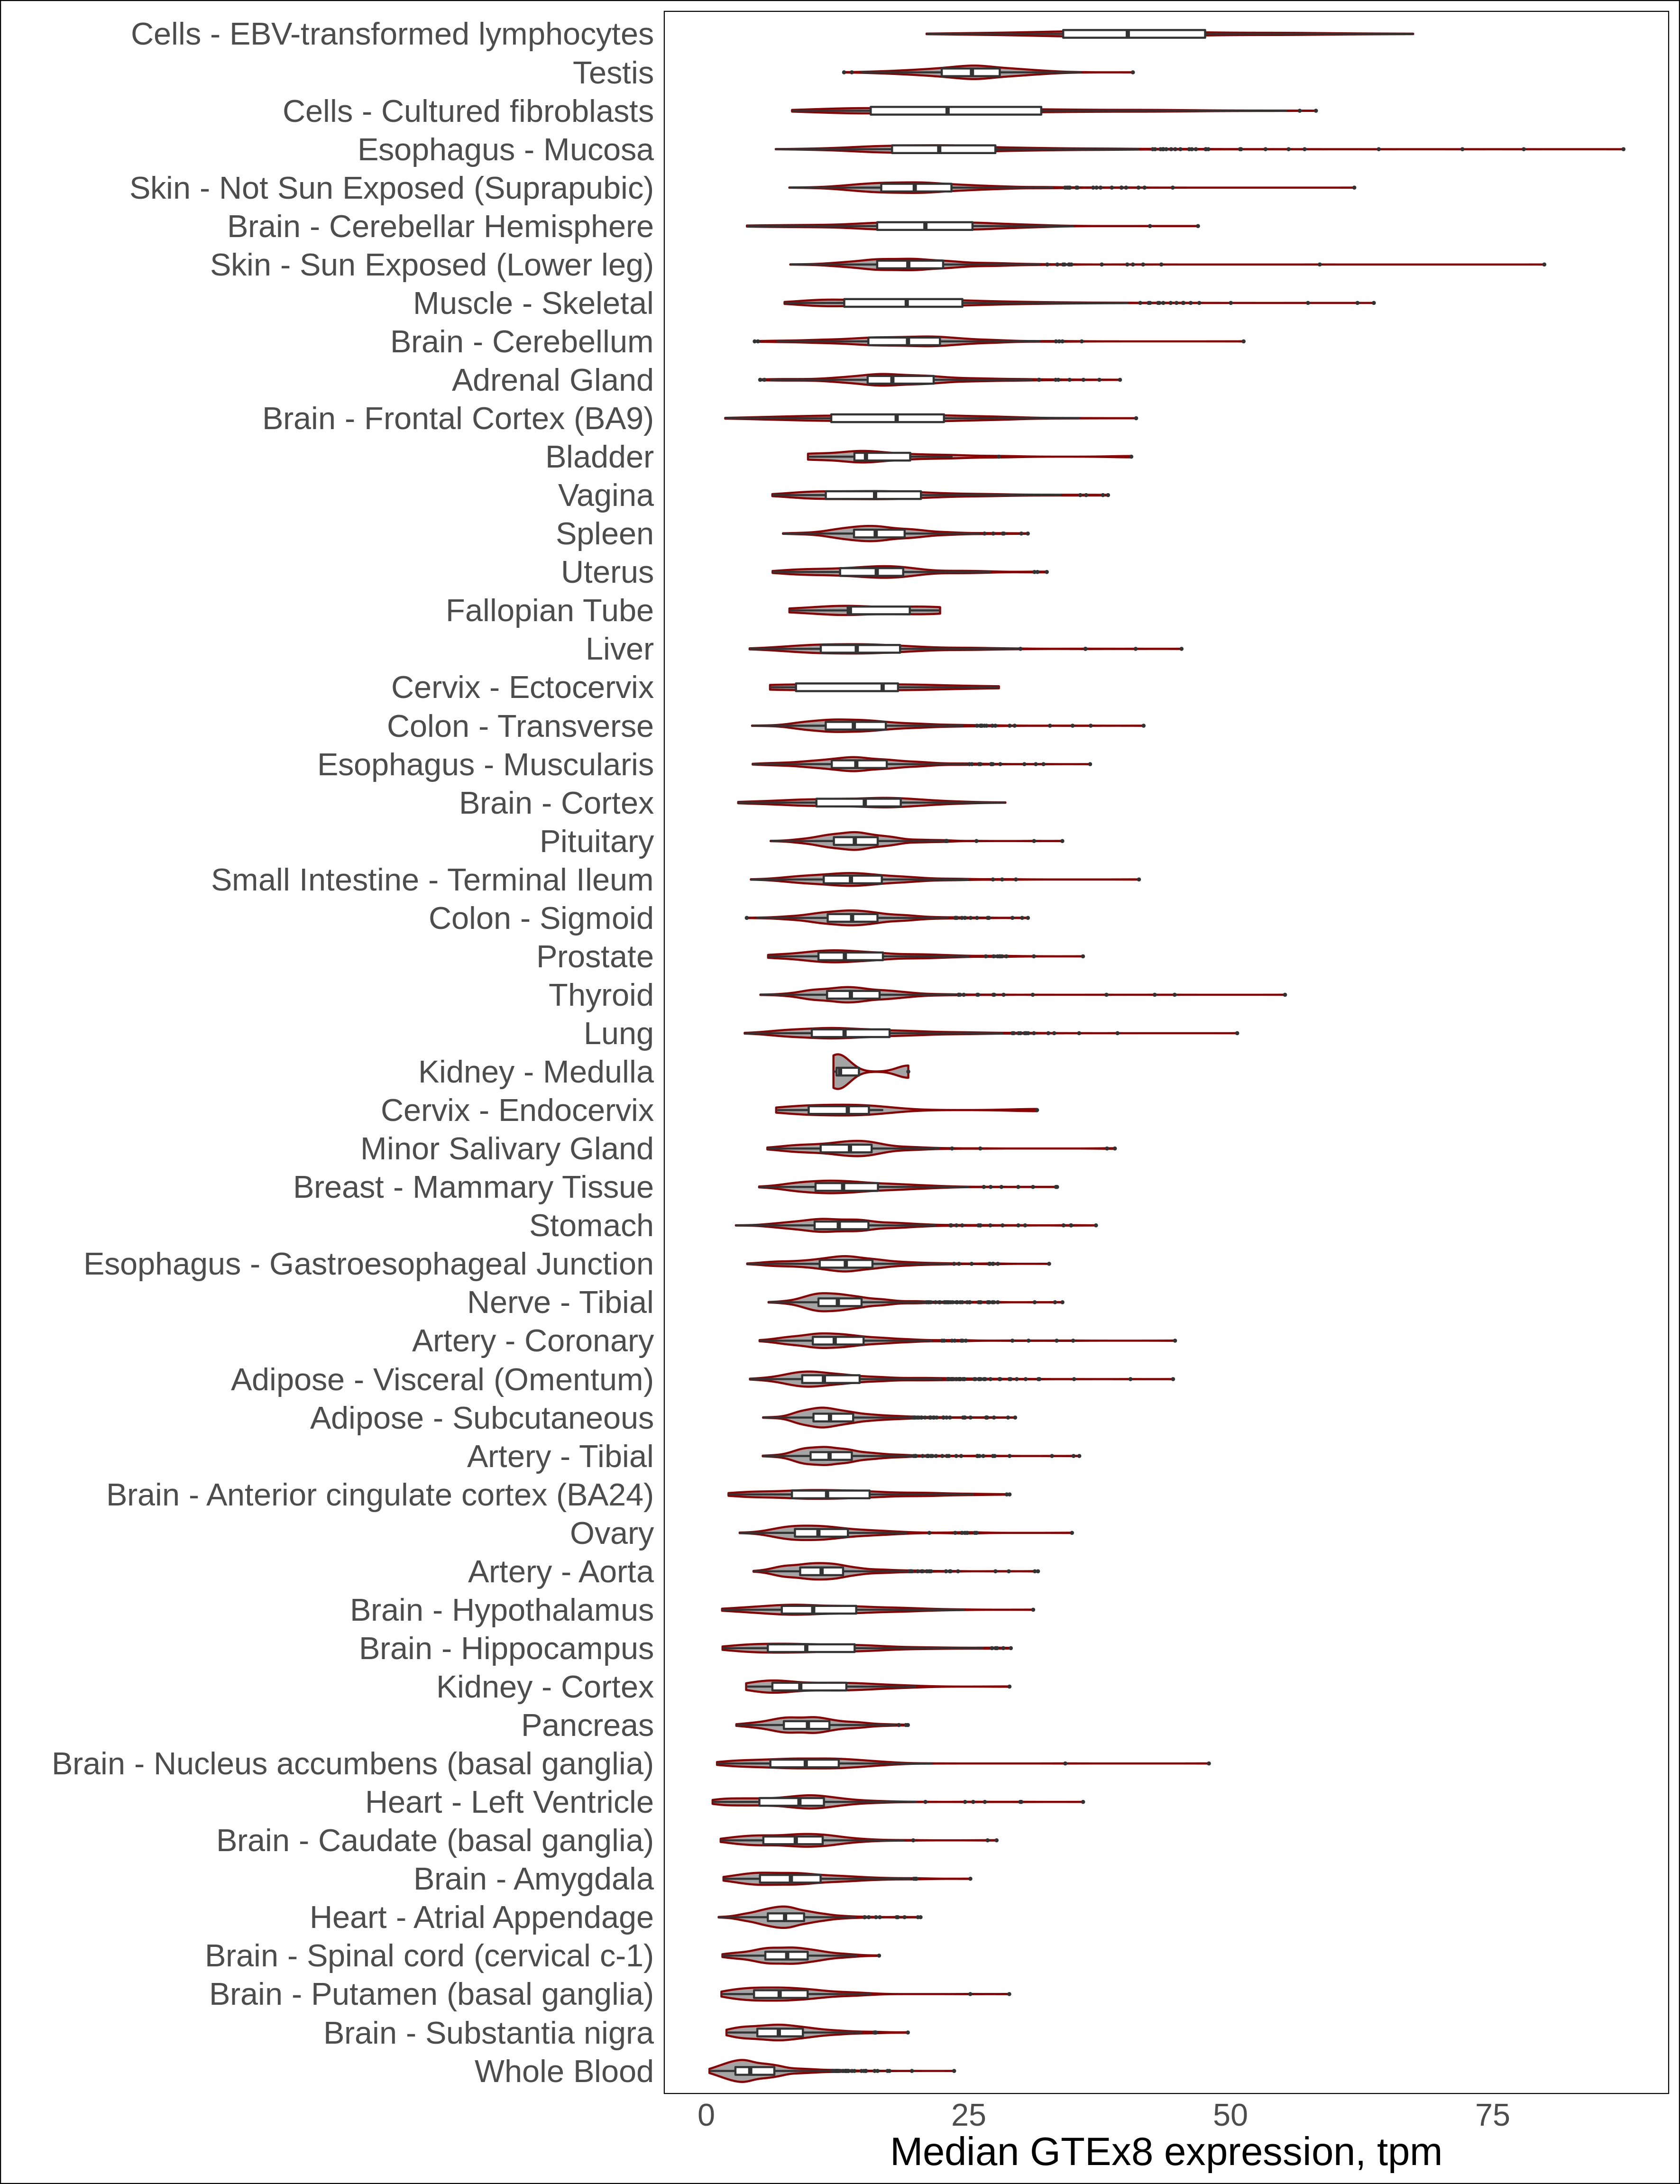 Cells - EBV-transformed lymphocytes
Testis
Cells - Cultured fibroblasts
Esophagus - Mucosa
Skin - Not Sun Exposed (Suprapubic)
Brain - Cerebellar Hemisphere
Skin - Sun Exposed (Lower leg)
Muscle - Skeletal
Brain - Cerebellum
Adrenal Gland
Brain - Frontal Cortex (BA9)
Bladder
Vagina
Spleen
Uterus
Fallopian Tube
Liver
Cervix - Ectocervix
Colon - Transverse
Esophagus - Muscularis
Brain - Cortex
Pituitary
Small Intestine - Terminal Ileum
Colon - Sigmoid
Prostate
Thyroid
Lung
Kidney - Medulla
Cervix - Endocervix
Minor Salivary Gland
Breast - Mammary Tissue
Stomach
Esophagus - Gastroesophageal Junction
Nerve - Tibial
Artery - Coronary
Adipose - Visceral (Omentum)
Adipose - Subcutaneous
Artery - Tibial
Brain - Anterior cingulate cortex (BA24)
Ovary
Artery - Aorta
Brain - Hypothalamus
Brain - Hippocampus
Kidney - Cortex
Pancreas
Brain - Nucleus accumbens (basal ganglia)
Heart - Left Ventricle
Brain - Caudate (basal ganglia)
Brain - Amygdala
Heart - Atrial Appendage
Brain - Spinal cord (cervical c-1)
Brain - Putamen (basal ganglia)
Brain - Substantia nigra
Whole Blood
0 25 50 75
Median GTEx8 expression, tpm